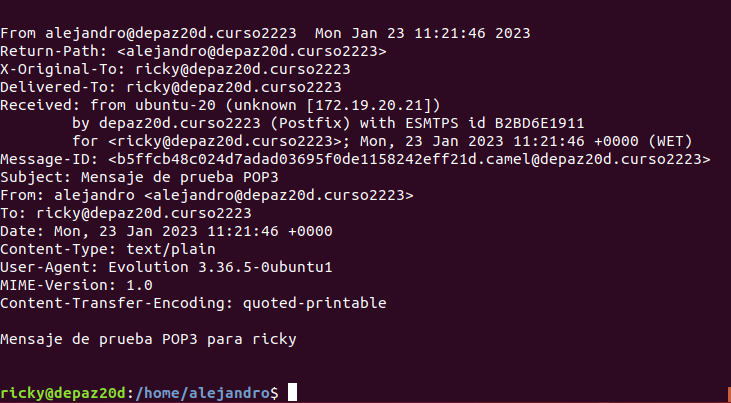 From alejandro@depaz20d.curso2223  Mon Jan 23 11:21:46 2023
Return-Path: <alejandro@depaz20d.curso2223>
X-Original-To: ricky@depaz20d.curso2223
Delivered-To: ricky@depaz20d.curso2223
Received: from ubuntu-20 (unknown [172.19.20.21])
        by depaz20d.curso2223 (Postfix) with ESMTPS id B2BD6E1911
        for <ricky@depaz20d.curso2223>; Mon, 23 Jan 2023 11:21:46 +0000 (WET)
Message-ID: <b5ffcb48c024d7adad03695f0de1158242eff21d.camel@depaz20d.curso2223>
Subject: Mensaje de prueba POP3
From: alejandro <alejandro@depaz20d.curso2223>
To: ricky@depaz20d.curso2223
Date: Mon, 23 Jan 2023 11:21:46 +0000
Content-Type: text/plain
User-Agent: Evolution 3.36.5-0ubuntu1
MIME-Version: 1.0
Content-Transfer-Encoding: quoted-printable

Mensaje de prueba POP3 para ricky

ricky@depaz20d:/home/alejandro$